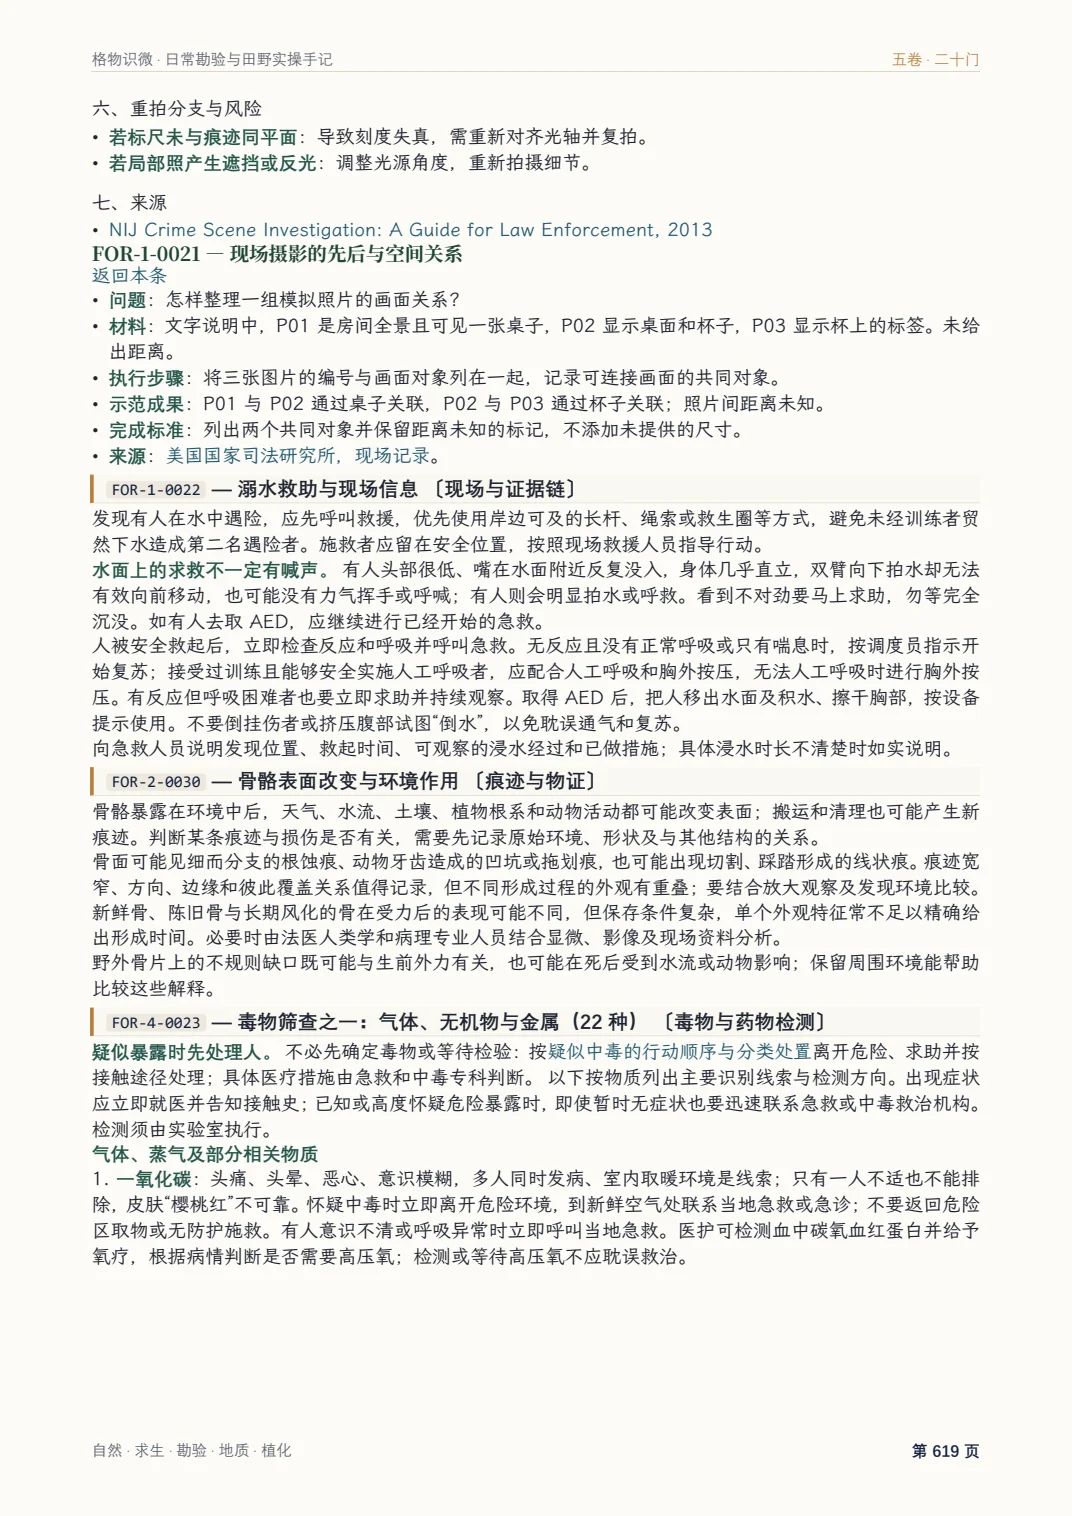 格物识微 · 日常勘验与田野实操手记
五卷 · 二十门
六、重拍分支与风险
• 若标尺未与痕迹同平面：导致刻度失真，需重新对齐光轴并复拍。
• 若局部照产生遮挡或反光：调整光源角度，重新拍摄细节。
七、来源
• NIJ Crime Scene Investigation: A Guide for Law Enforcement, 2013
FOR-1-0021 — 现场摄影的先后与空间关系
返回本条
• 问题：怎样整理一组模拟照片的画面关系？
• 材料：文字说明中，P01 是房间全景且可见一张桌子，P02 显示桌面和杯子，P03 显示杯上的标签。未给
出距离。
• 执行步骤：将三张图片的编号与画面对象列在一起，记录可连接画面的共同对象。
• 示范成果：P01 与 P02 通过桌子关联，P02 与 P03 通过杯子关联；照片间距离未知。
• 完成标准：列出两个共同对象并保留距离未知的标记，不添加未提供的尺寸。
• 来源：美国国家司法研究所，现场记录。
FOR-1-0022 — 溺水救助与现场信息 〔现场与证据链〕
发现有人在水中遇险，应先呼叫救援，优先使用岸边可及的长杆、绳索或救生圈等方式，避免未经训练者贸
然下水造成第二名遇险者。施救者应留在安全位置，按照现场救援人员指导行动。
水面上的求救不一定有喊声。 有人头部很低、嘴在水面附近反复没入，身体几乎直立，双臂向下拍水却无法
有效向前移动，也可能没有力气挥手或呼喊；有人则会明显拍水或呼救。看到不对劲要马上求助，勿等完全
沉没。如有人去取 AED，应继续进行已经开始的急救。
人被安全救起后，立即检查反应和呼吸并呼叫急救。无反应且没有正常呼吸或只有喘息时，按调度员指示开
始复苏；接受过训练且能够安全实施人工呼吸者，应配合人工呼吸和胸外按压，无法人工呼吸时进行胸外按
压。有反应但呼吸困难者也要立即求助并持续观察。取得 AED 后，把人移出水面及积水、擦干胸部，按设备
提示使用。不要倒挂伤者或挤压腹部试图“倒水”，以免耽误通气和复苏。
向急救人员说明发现位置、救起时间、可观察的浸水经过和已做措施；具体浸水时长不清楚时如实说明。
FOR-2-0030 — 骨骼表面改变与环境作用 〔痕迹与物证〕
骨骼暴露在环境中后，天气、水流、土壤、植物根系和动物活动都可能改变表面；搬运和清理也可能产生新
痕迹。判断某条痕迹与损伤是否有关，需要先记录原始环境、形状及与其他结构的关系。
骨面可能见细而分支的根蚀痕、动物牙齿造成的凹坑或拖划痕，也可能出现切割、踩踏形成的线状痕。痕迹宽
窄、方向、边缘和彼此覆盖关系值得记录，但不同形成过程的外观有重叠；要结合放大观察及发现环境比较。
新鲜骨、陈旧骨与长期风化的骨在受力后的表现可能不同，但保存条件复杂，单个外观特征常不足以精确给
出形成时间。必要时由法医人类学和病理专业人员结合显微、影像及现场资料分析。
野外骨片上的不规则缺口既可能与生前外力有关，也可能在死后受到水流或动物影响；保留周围环境能帮助
比较这些解释。
FOR-4-0023 — 毒物筛查之一：气体、无机物与金属（22 种） 〔毒物与药物检测〕
疑似暴露时先处理人。 不必先确定毒物或等待检验：按疑似中毒的行动顺序与分类处置离开危险、求助并按
接触途径处理；具体医疗措施由急救和中毒专科判断。 以下按物质列出主要识别线索与检测方向。出现症状
应立即就医并告知接触史；已知或高度怀疑危险暴露时，即使暂时无症状也要迅速联系急救或中毒救治机构。
检测须由实验室执行。
气体、蒸气及部分相关物质
1. 一氧化碳：头痛、头晕、恶心、意识模糊，多人同时发病、室内取暖环境是线索；只有一人不适也不能排
除，皮肤“樱桃红”不可靠。怀疑中毒时立即离开危险环境，到新鲜空气处联系当地急救或急诊；不要返回危险
区取物或无防护施救。有人意识不清或呼吸异常时立即呼叫当地急救。医护可检测血中碳氧血红蛋白并给予
氧疗，根据病情判断是否需要高压氧；检测或等待高压氧不应耽误救治。
自然 · 求生 · 勘验 · 地质 · 植化
第 619 页